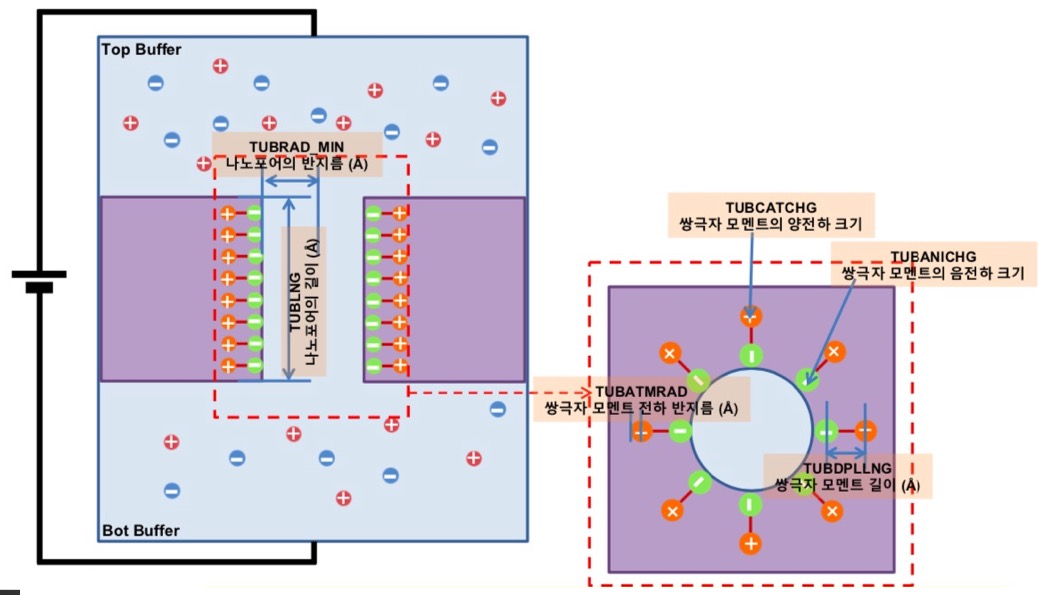 Top Buffer
TUBRAD_MIN
나노포어의 반지름 (Å)
TUBLNG
나노포어의 길이 (Å)
Bot Buffer
TUBCATCHG
쌍극자 모멘트의 양전하 크기
TUBANICHG
쌍극자 모멘트의 음전하 크기
TUBATMRAD
쌍극자 모멘트 전하 반지름 (Å)
TUBDPLLNG
쌍극자 모멘트 길이 (Å)